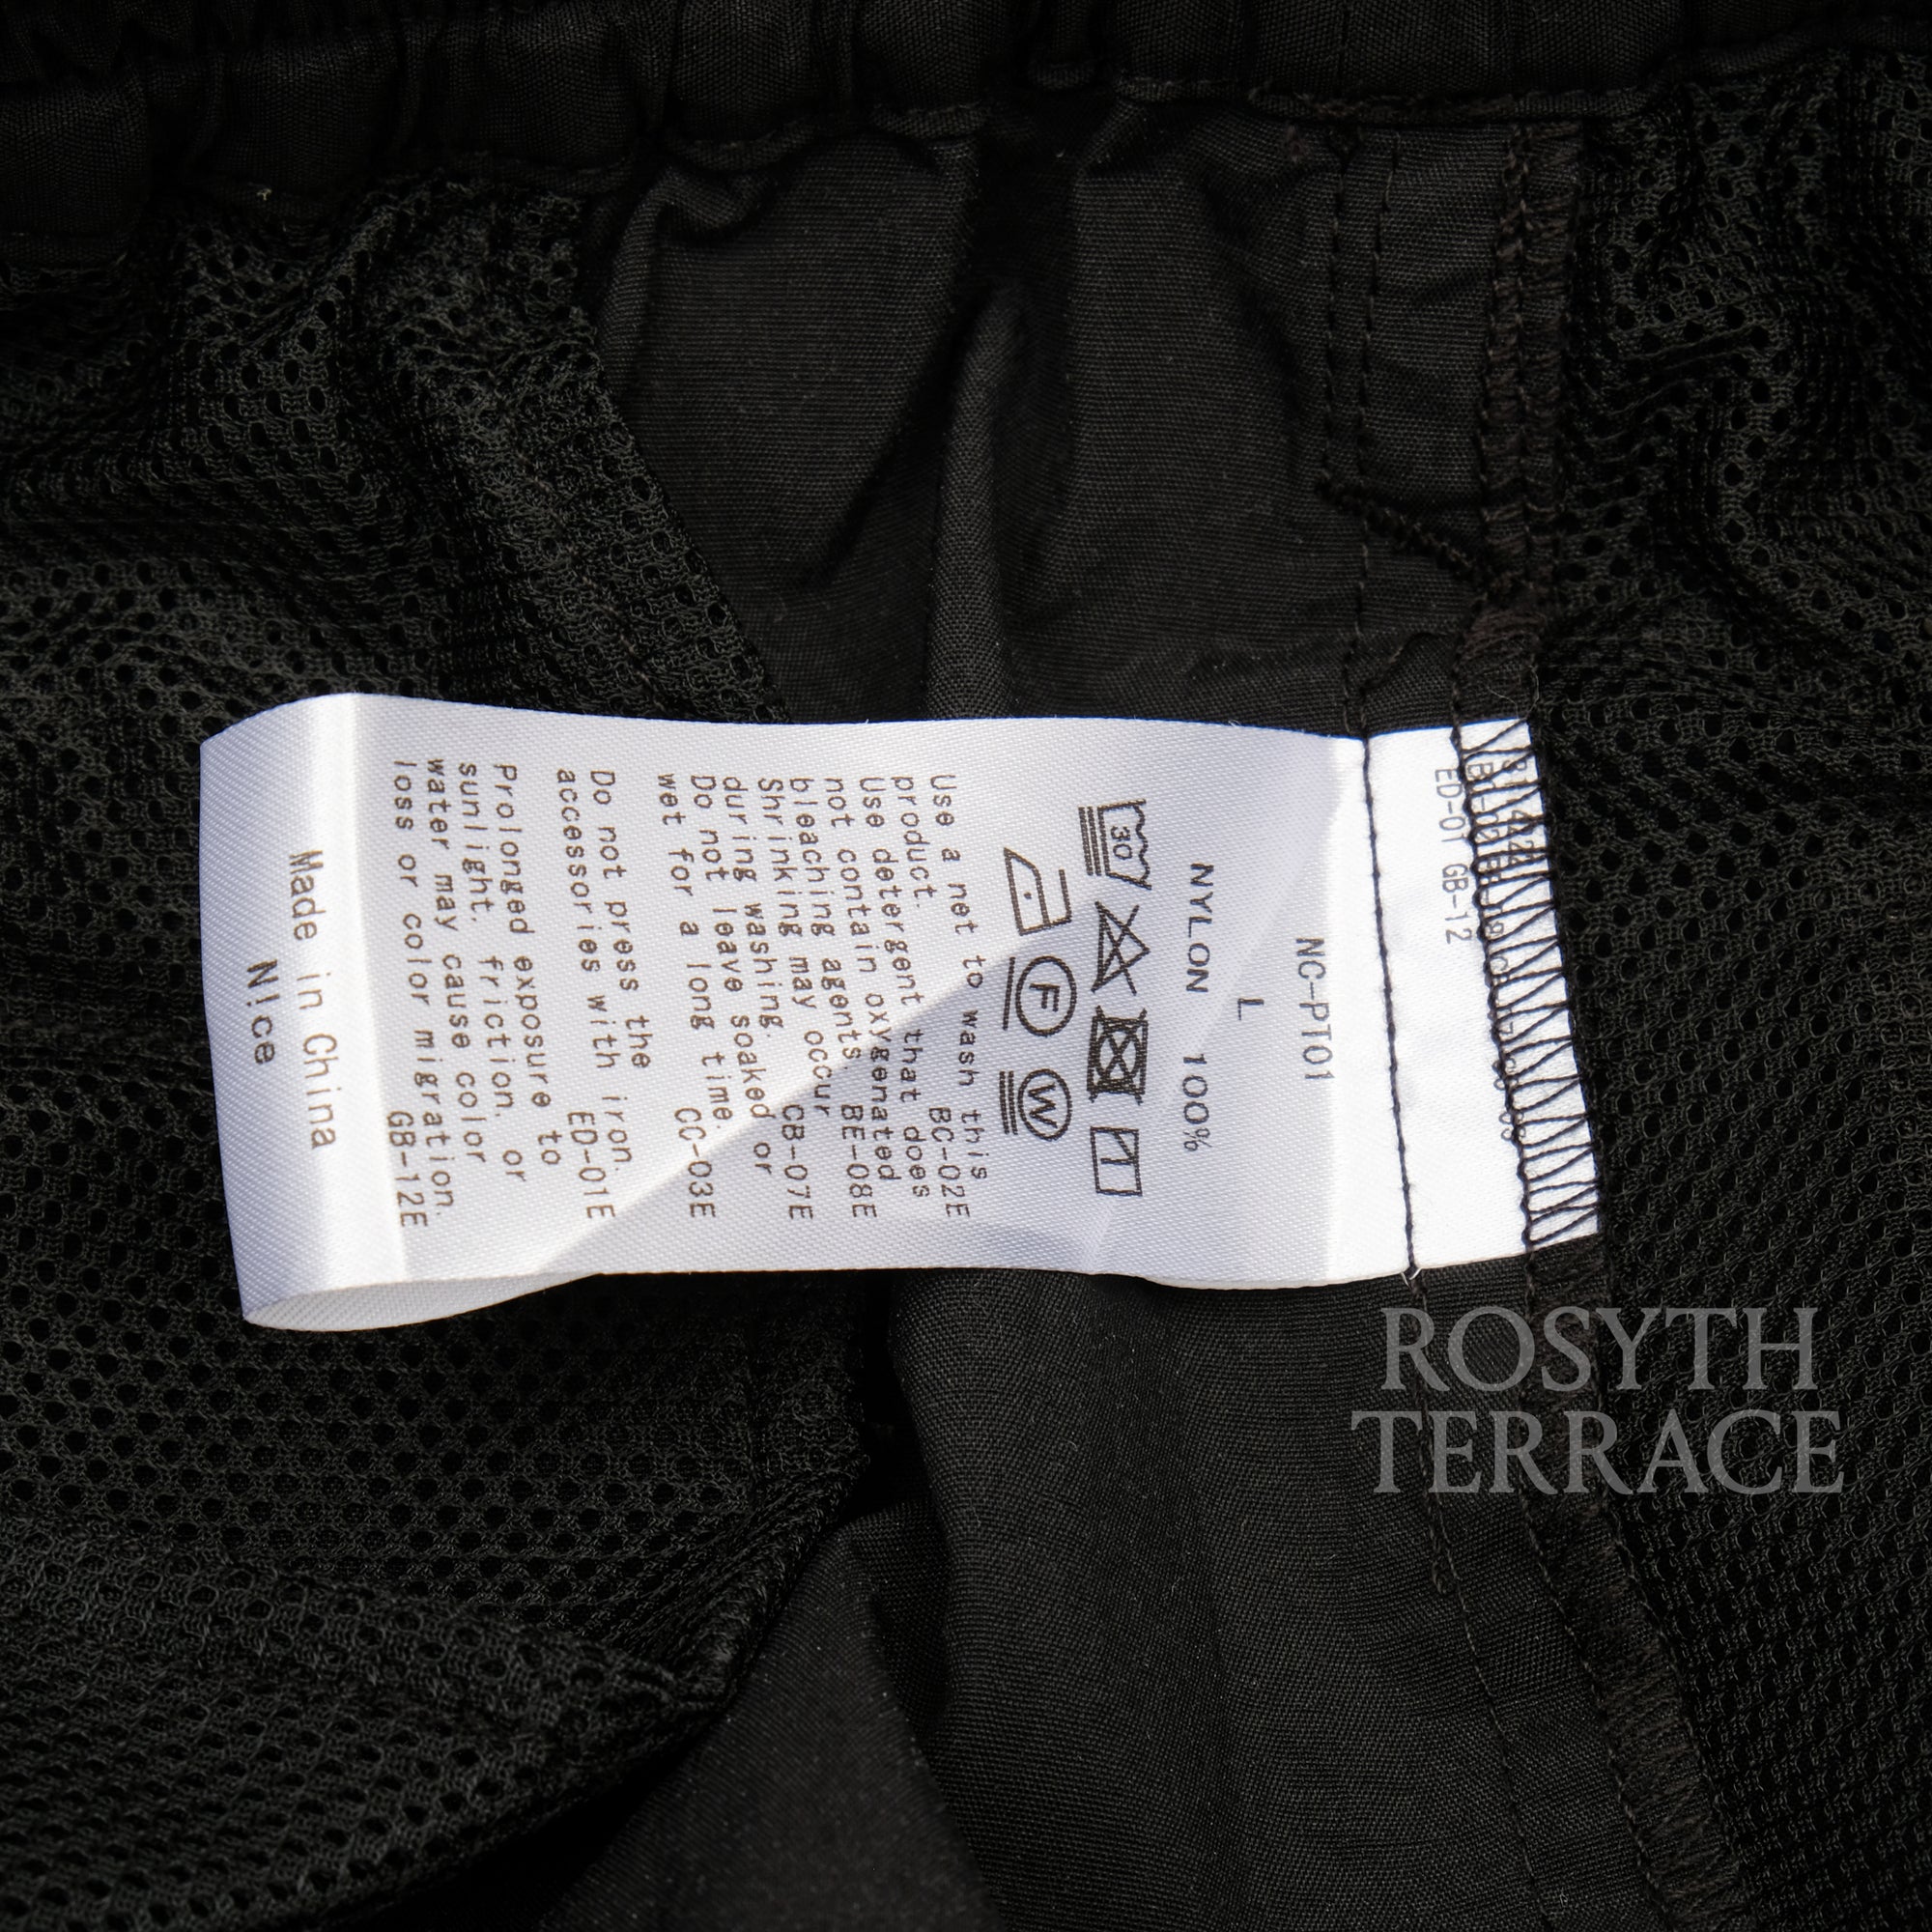 ED-01 GB-12
NC-PT01
L
NYLON 100%
30
F W
Use a net to wash this
product. BC-02E
Use detergent that does
not contain oxygenated
bleaching agents BE-08E
Shrinking may occur
during washing. CB-07E
Do not leave soaked or
wet for a long time.
CC-03E
Do not press the iron.
accessories with ED-01E
Prolonged exposure to
sunlight. friction. or
water may cause color
loss or color migration.
GB-12E
Made in China
N!ce
ROSYTH
TERRACE